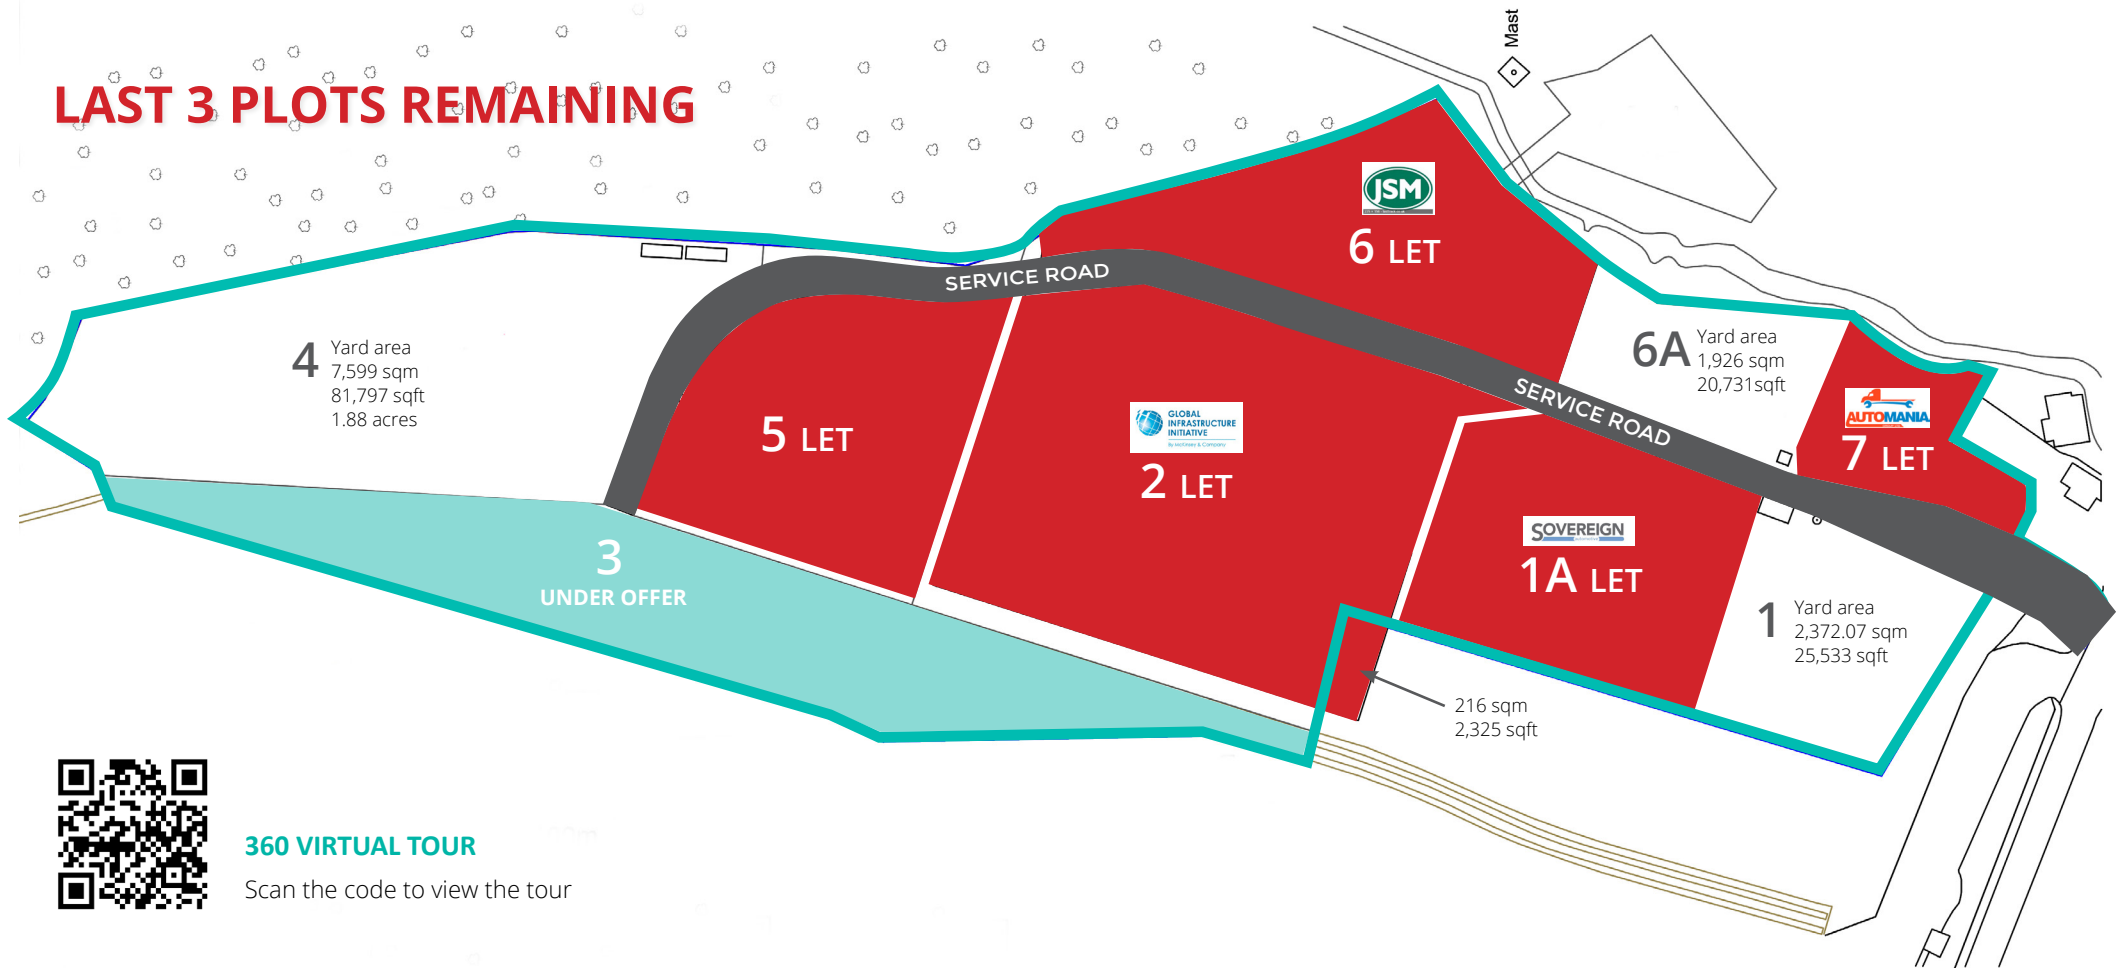 LAST 3 PLOTS REMAINING
Mast
JSM
6 LET
SERVICE ROAD
6A
Yard area
1,926 sqm
20,731sqft
4
Yard area
7,599 sqm
81,797 sqft
1.88 acres
SERVICE ROAD
AUTOMANIA
7 LET
5 LET
GLOBAL
INFRASTRUCTURE
INITIATIVE
By McKinsey & Company
2 LET
SOVEREIGN
1A LET
3
UNDER OFFER
1
Yard area
2,372.07 sqm
25,533 sqft
216 sqm
2,325 sqft
360 VIRTUAL TOUR
Scan the code to view the tour